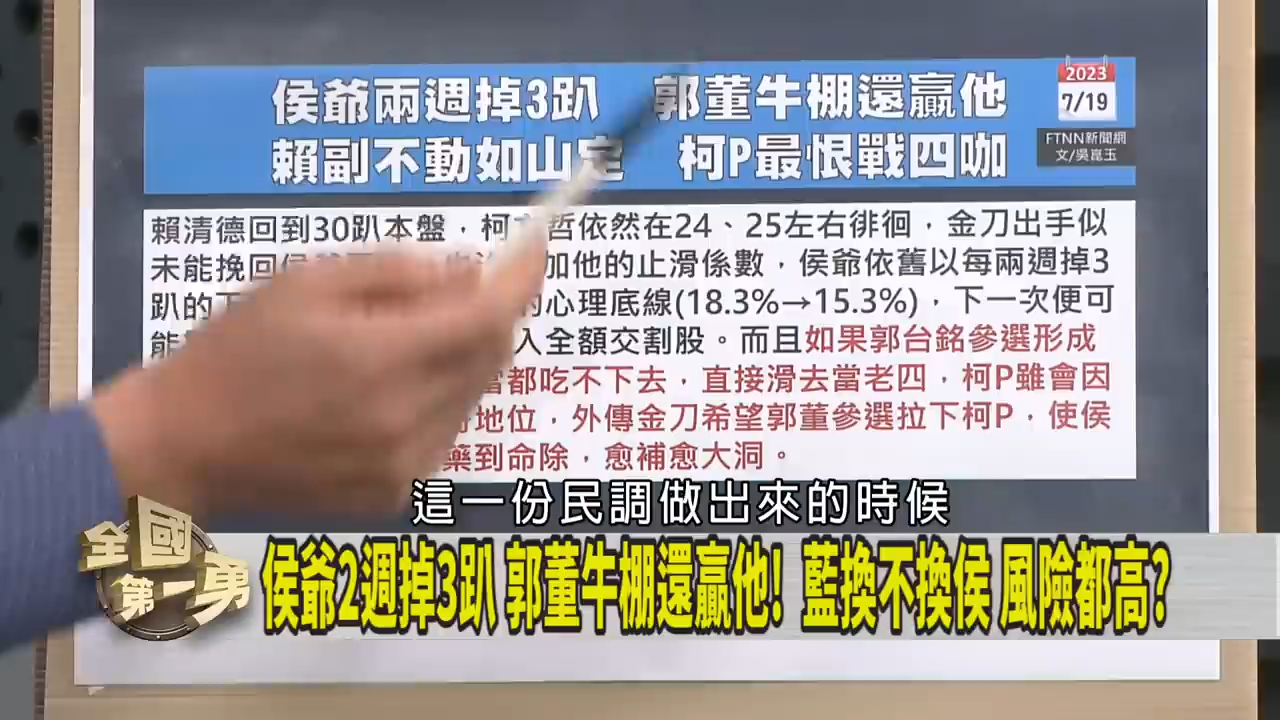 侯爺兩週掉3趴 郭董牛棚還贏他
賴副不動如山定 柯P最恨戰四咖
2023
7/19
FTNN新聞網
文/吳崑玉
賴清德回到30趴本盤，柯文哲依然在24、25左右徘徊，金刀出手似
未能挽回侯 加他的止滑係數，侯爺依舊以每兩週掉3
趴的 的心理底線(18.3%→15.3%)，下一次便可
能 入全額交割股。而且如果郭台銘參選形成
當都吃不下去，直接滑去當老四，柯P雖會因
地位，外傳金刀希望郭董參選拉下柯P，使侯
藥到命除，愈補愈大洞。
這一份民調做出來的時候
全國第一勇
侯爺2週掉3趴 郭董牛棚還贏他! 藍換不換侯 風險都高?